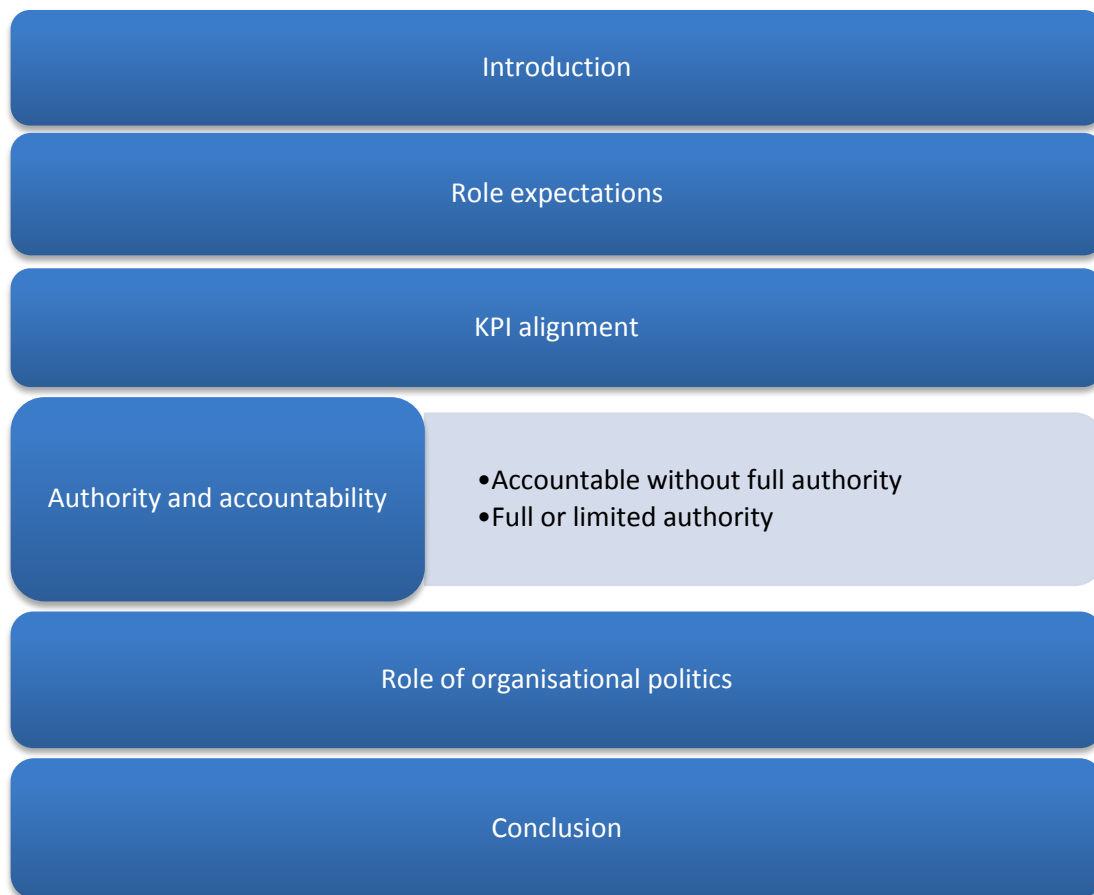 Introduction
Role expectations
KPI alignment
Authority and accountability
•Accountable without full authority
•Full or limited authority
Role of organisational politics
Conclusion